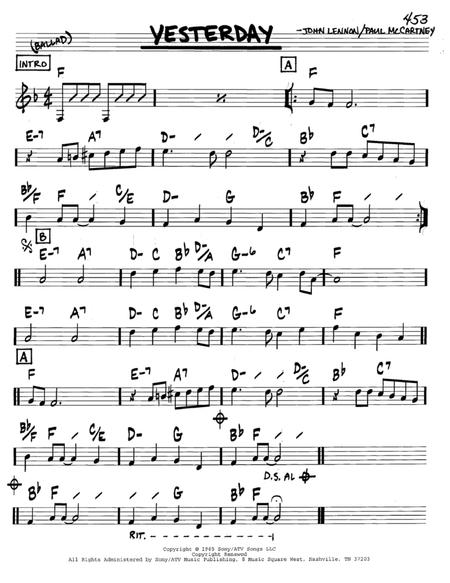 453
YESTERDAY
(BALLAD)
-JOHN LENNON/PAUL McCARTNEY
INTRO
A
F F
4/4
E-7 A7 D- D-/C Bb C7
Bb/F F C/E D- G Bb F
B
E-7 A7 D- C Bb D-/A G-6 C7 F
E-7 A7 D- C Bb D-/A G-6 C7 F
A
F E-7 A7 D- D-/C Bb C7
Bb/F F C/E D- G Bb F
D.S. AL
Bb F G Bb F
RIT.
Copyright © 1965 Sony/ATV Songs LLC
Copyright Renewed
All Rights Administered by Sony/ATV Music Publishing, 8 Music Square West, Nashville, TN 37203